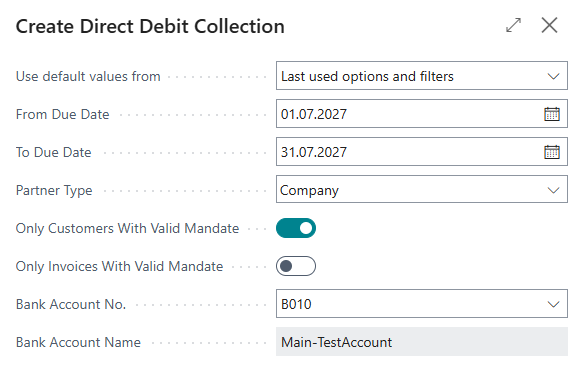 Create Direct Debit Collection
Use default values from Last used options and filters
From Due Date 01.07.2027
To Due Date 31.07.2027
Partner Type Company
Only Customers With Valid Mandate
Only Invoices With Valid Mandate
Bank Account No. B010
Bank Account Name Main-TestAccount